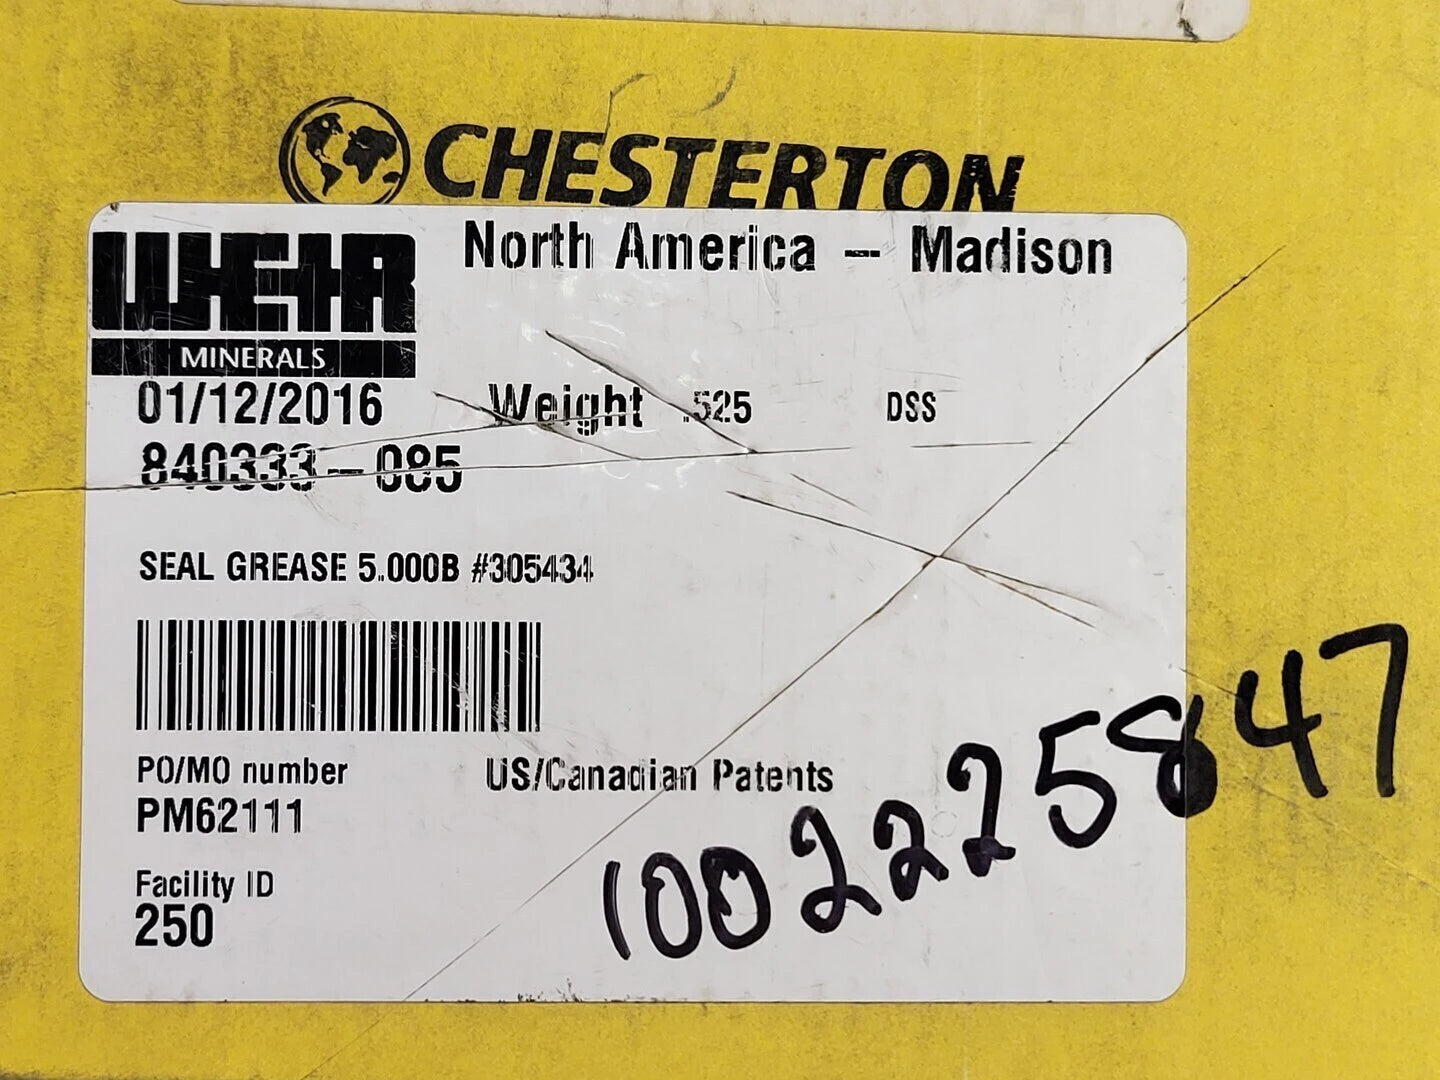 CHESTERTON
WEIR
MINERALS
North America -- Madison
01/12/2016 Weight .525 DSS
840333-085
SEAL GREASE 5.000B #305434
PO/MO number US/Canadian Patents
PM62111
Facility ID
250
1002225847